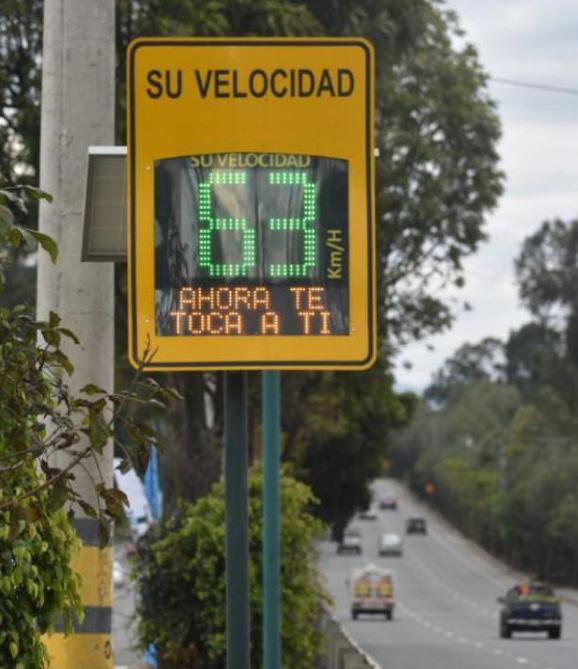 SU VELOCIDAD
SU VELOCIDAD
63
Km/H
AHORA TE
TOCA A TI